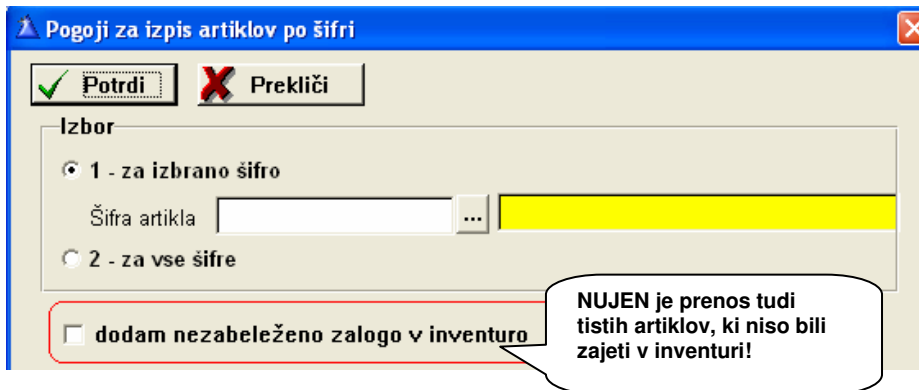 Pogoji za izpis artiklov po šifri
Potrdi Prekliči
Izbor
1 - za izbrano šifro
Šifra artikla ...
2 - za vse šifre
dodam nezabeleženo zalogo v inventuro
NUJEN je prenos tudi
tistih artiklov, ki niso bili
zajeti v inventuri!